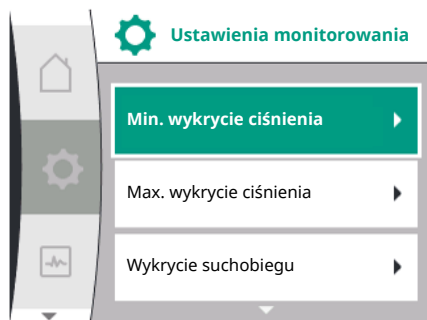 Ustawienia monitorowania
Min. wykrycie ciśnienia
Max. wykrycie ciśnienia
Wykrycie suchobiegu